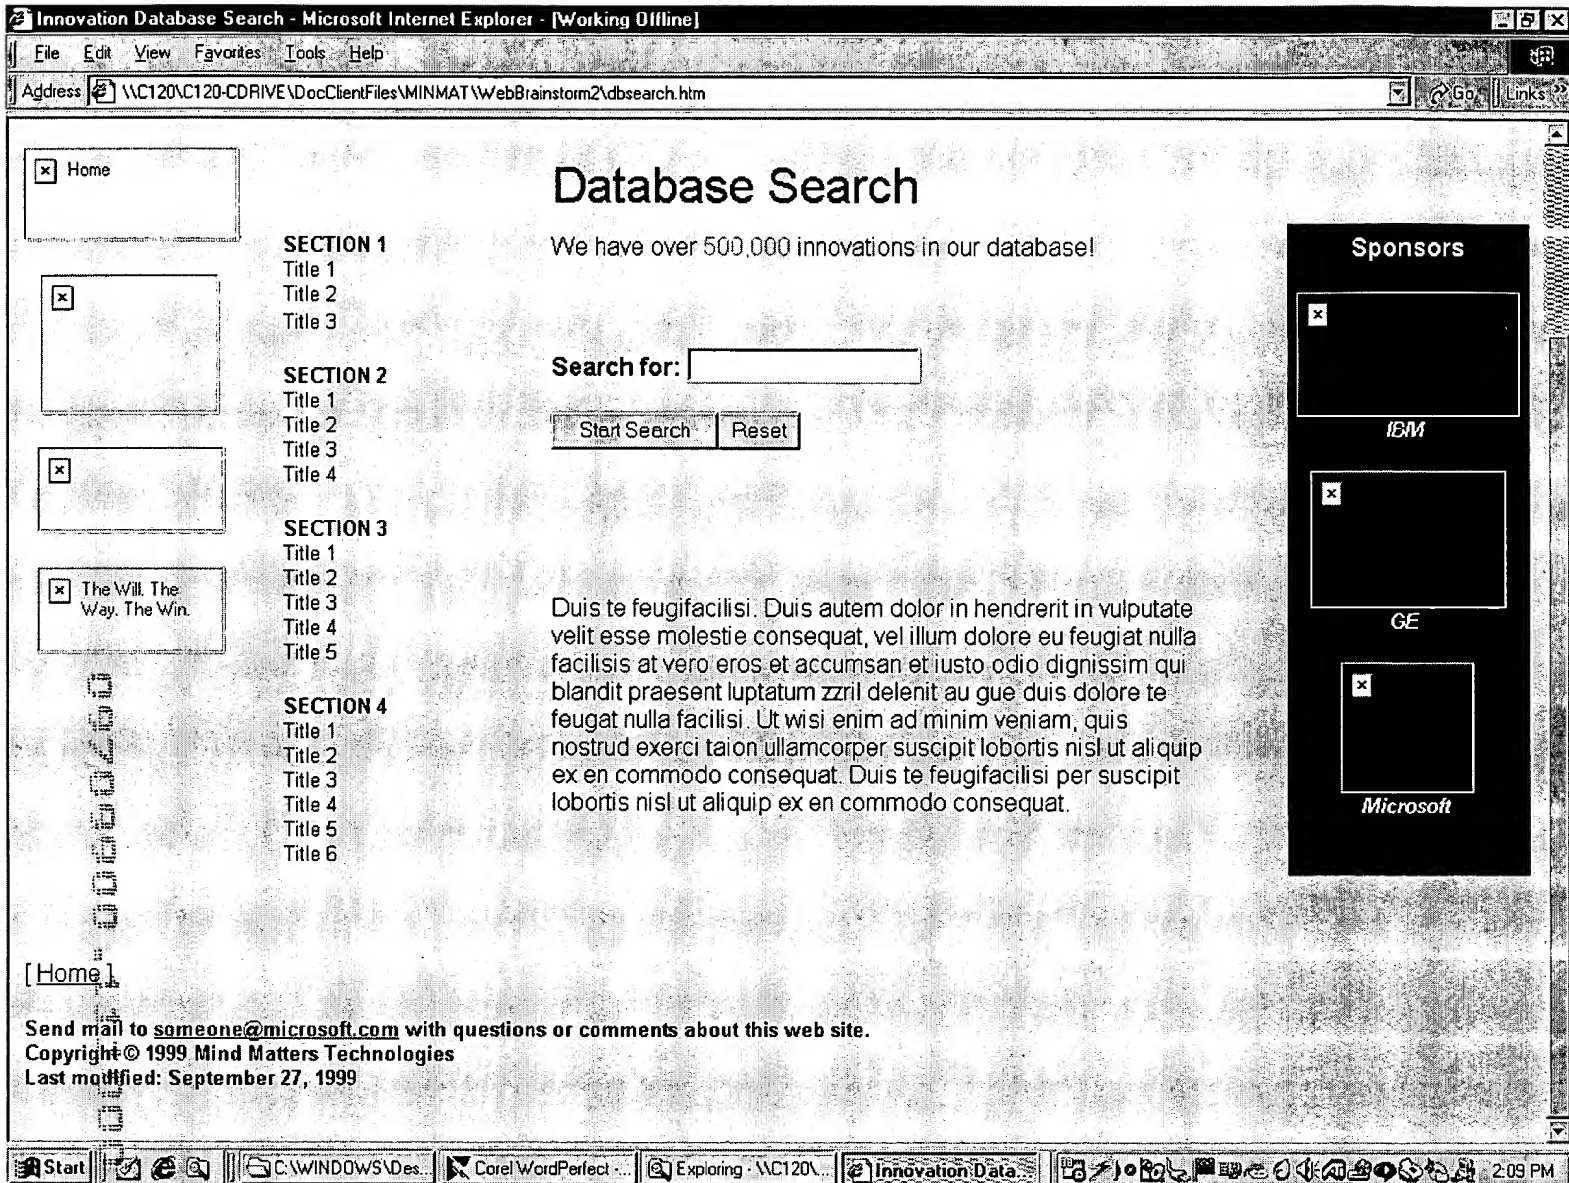 Innovation Database Search - Microsoft Internet Explorer - [Working Offline]
File Edit View Favorites Tools Help
Address \\C120\C120-CDRIVE\DocClientFiles\MINMAT\WebBrainstorm2\dbsearch.htm Go Links »
Home
The Will. The
Way. The Win.
SECTION 1
Title 1
Title 2
Title 3
SECTION 2
Title 1
Title 2
Title 3
Title 4
SECTION 3
Title 1
Title 2
Title 3
Title 4
Title 5
SECTION 4
Title 1
Title 2
Title 3
Title 4
Title 5
Title 6
Database Search
We have over 500,000 innovations in our database!
Search for:
Start Search Reset
Duis te feugifacilisi. Duis autem dolor in hendrerit in vulputate
velit esse molestie consequat, vel illum dolore eu feugiat nulla
facilisis at vero eros et accumsan et iusto odio dignissim qui
blandit praesent luptatum zzril delenit au gue duis dolore te
feugat nulla facilisi. Ut wisi enim ad minim veniam, quis
nostrud exerci taion ullamcorper suscipit lobortis nisl ut aliquip
ex en commodo consequat. Duis te feugifacilisi per suscipit
lobortis nisl ut aliquip ex en commodo consequat.
Sponsors
IBM
GE
Microsoft
[ Home ]
Send mail to someone@microsoft.com with questions or comments about this web site.
Copyright © 1999 Mind Matters Technologies
Last modified: September 27, 1999
Start C:\WINDOWS\Des... Corel WordPerfect -... Exploring - \\C120\... Innovation Data... 2:09 PM